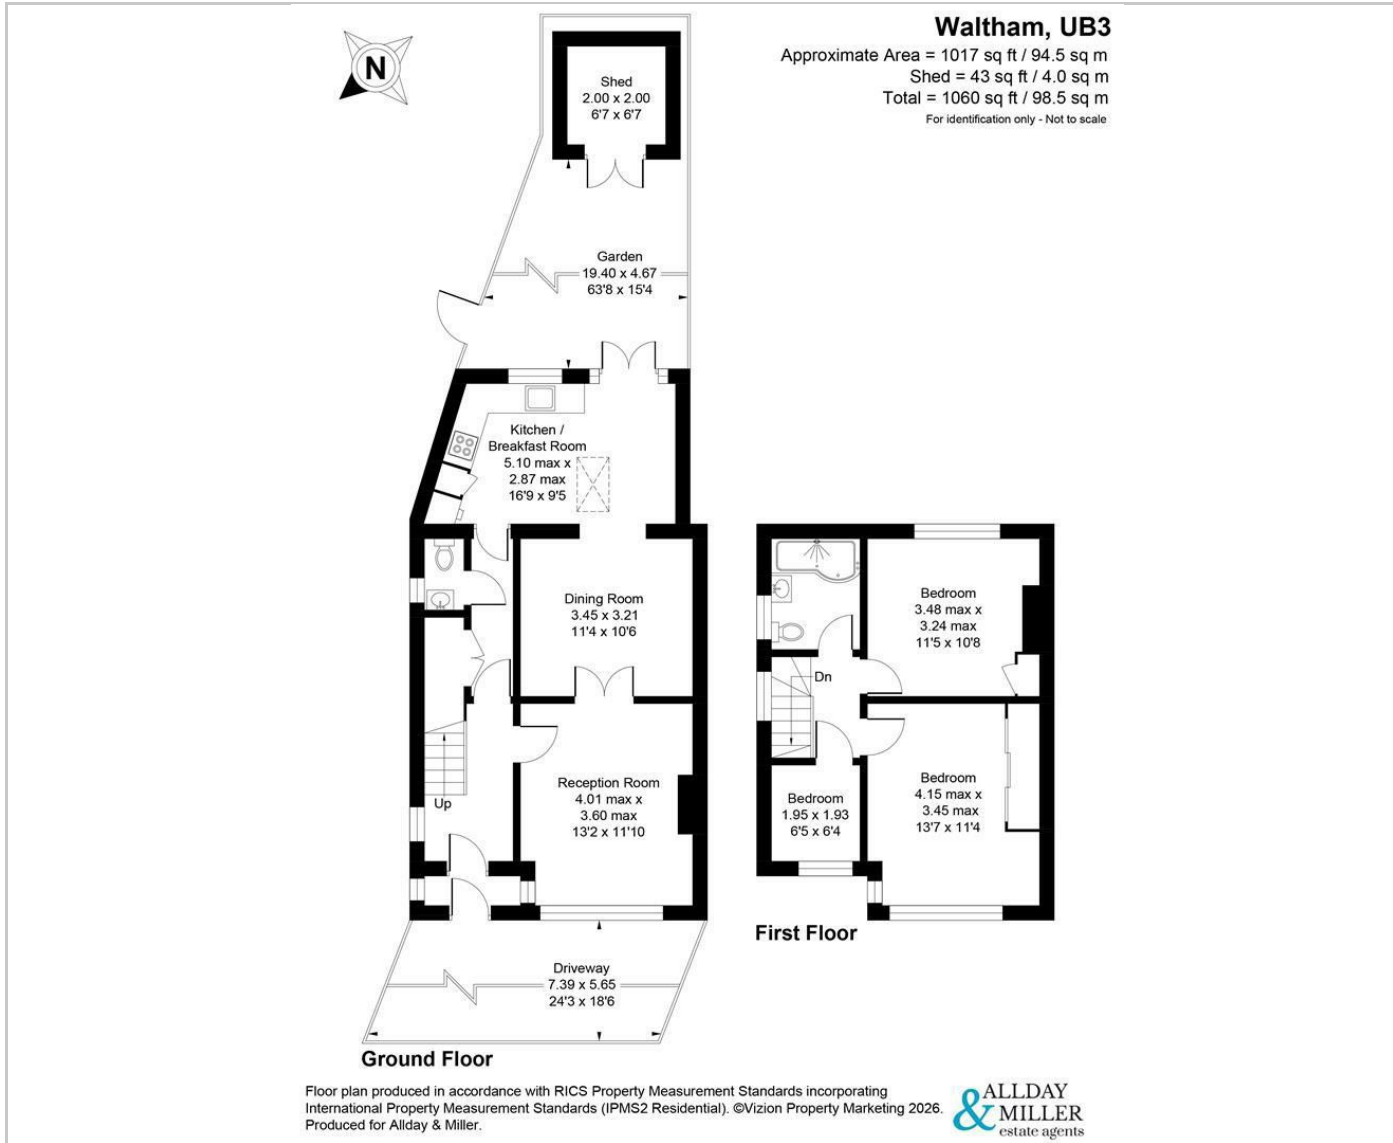 Waltham, UB3
Approximate Area = 1017 sq ft / 94.5 sq m
Shed = 43 sq ft / 4.0 sq m
Total = 1060 sq ft / 98.5 sq m
For identification only - Not to scale
N
Shed
2.00 x 2.00
6'7 x 6'7
Garden
19.40 x 4.67
63'8 x 15'4
Kitchen /
Breakfast Room
5.10 max x
2.87 max
16'9 x 9'5
Dining Room
3.45 x 3.21
11'4 x 10'6
Reception Room
4.01 max x
3.60 max
13'2 x 11'10
Up
Driveway
7.39 x 5.65
24'3 x 18'6
Ground Floor
Bedroom
3.48 max x
3.24 max
11'5 x 10'8
Dn
Bedroom
1.95 x 1.93
6'5 x 6'4
Bedroom
4.15 max x
3.45 max
13'7 x 11'4
First Floor
Floor plan produced in accordance with RICS Property Measurement Standards incorporating
International Property Measurement Standards (IPMS2 Residential). ©Vizion Property Marketing 2026.
Produced for Allday & Miller.
ALLDAY
& MILLER
estate agents